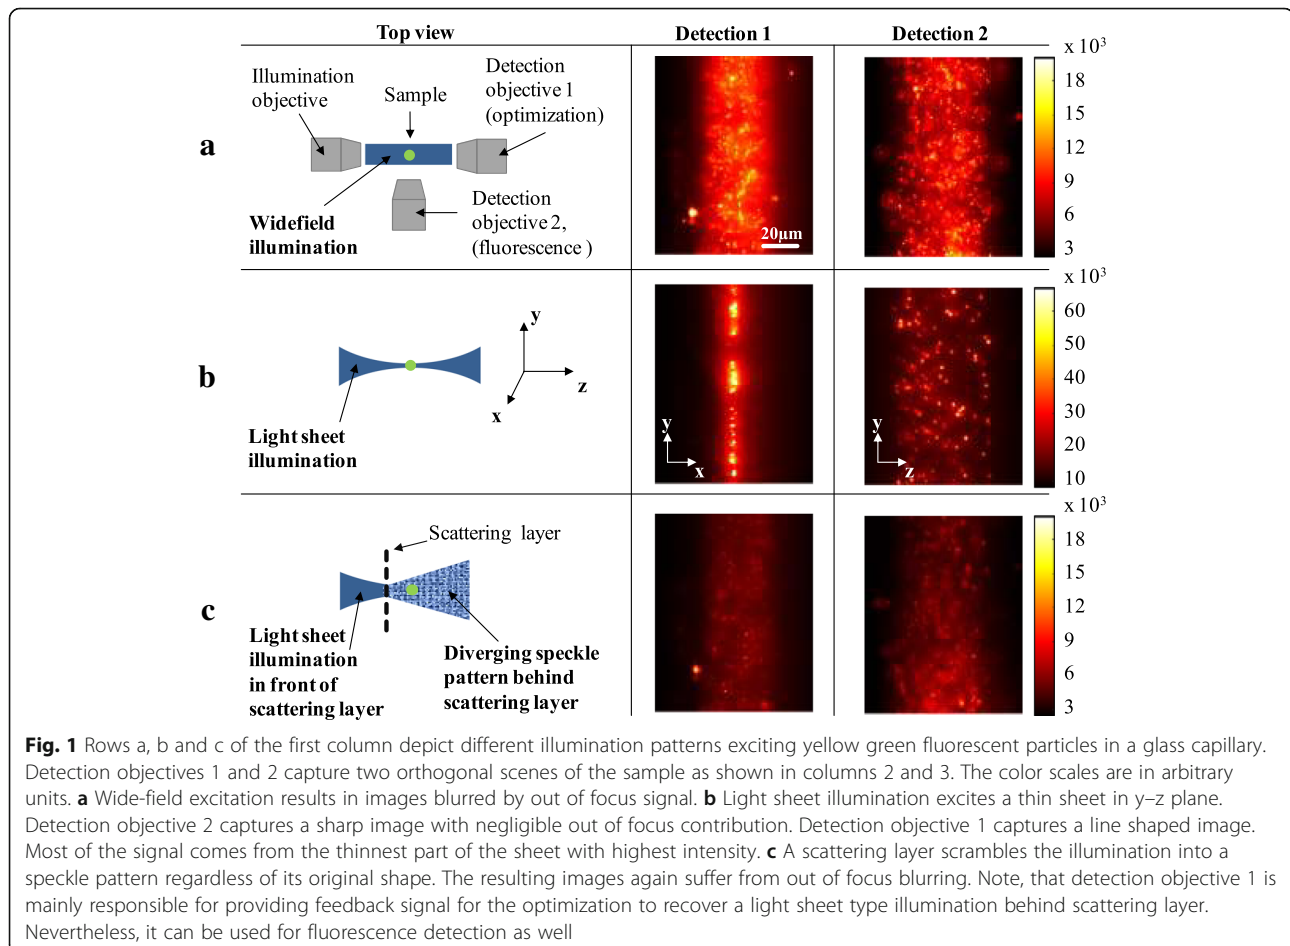 Top view
Detection 1
Detection 2
a
Illumination
objective
Sample
Detection
objective 1
(optimization)
Widefield
illumination
Detection
objective 2,
(fluorescence )
20µm
x 10³
18
15
12
9
6
3
b
Light sheet
illumination
y
z
x
y
x
y
z
60
50
40
30
20
10
x 10³
c
Scattering layer
Light sheet
illumination
in front of
scattering layer
Diverging speckle
pattern behind
scattering layer
x 10³
18
15
12
9
6
3
Fig. 1 Rows a, b and c of the first column depict different illumination patterns exciting yellow green fluorescent particles in a glass capillary.
Detection objectives 1 and 2 capture two orthogonal scenes of the sample as shown in columns 2 and 3. The color scales are in arbitrary
units. a Wide-field excitation results in images blurred by out of focus signal. b Light sheet illumination excites a thin sheet in y–z plane.
Detection objective 2 captures a sharp image with negligible out of focus contribution. Detection objective 1 captures a line shaped image.
Most of the signal comes from the thinnest part of the sheet with highest intensity. c A scattering layer scrambles the illumination into a
speckle pattern regardless of its original shape. The resulting images again suffer from out of focus blurring. Note, that detection objective 1 is
mainly responsible for providing feedback signal for the optimization to recover a light sheet type illumination behind scattering layer.
Nevertheless, it can be used for fluorescence detection as well